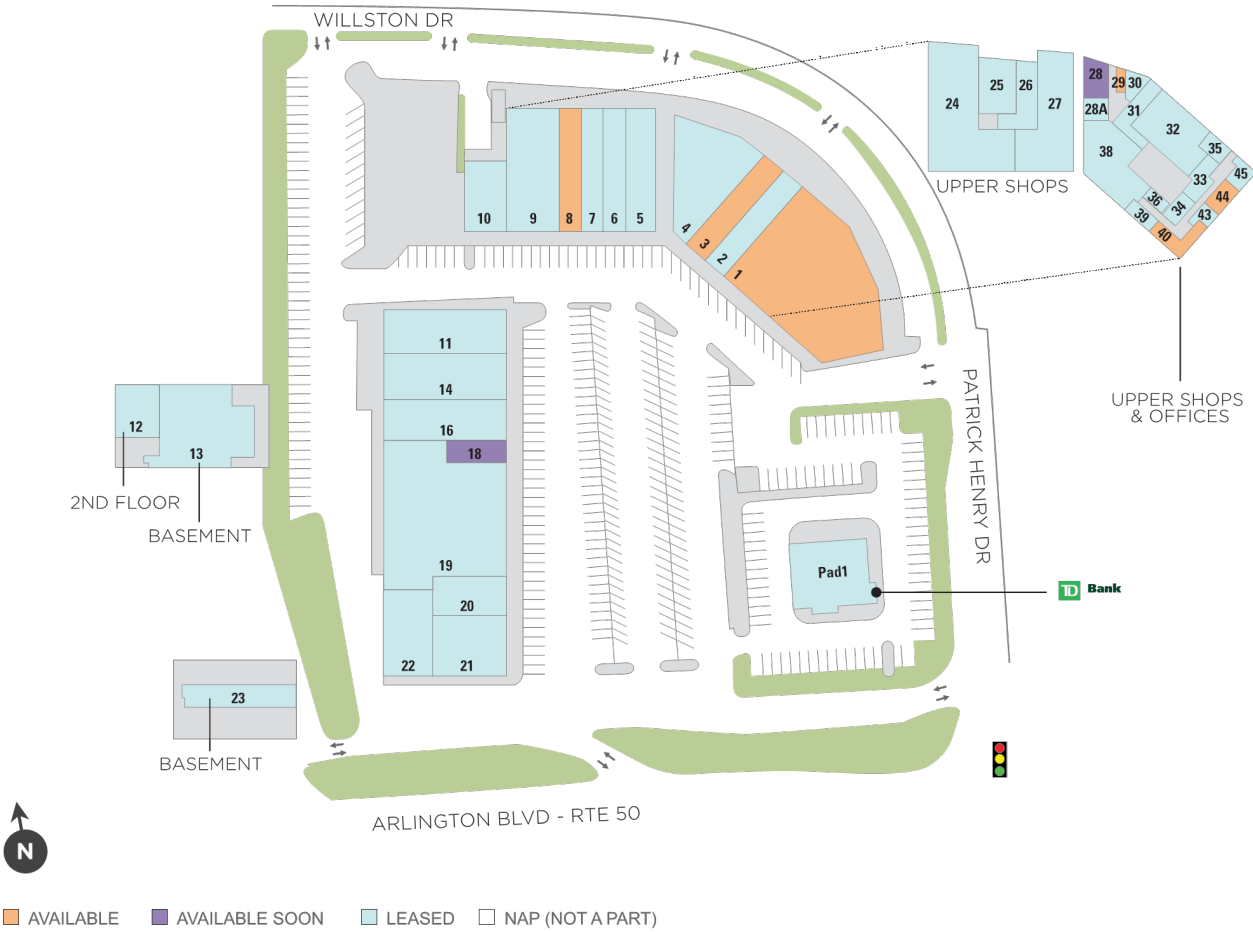 WILLSTON DR
24
25
26
27
28
29
30
28A
31
32
38
35
33
45
36
34
44
39
43
40
UPPER SHOPS
UPPER SHOPS
& OFFICES
10
9
8
7
6
5
4
3
2
1
11
14
16
18
19
20
22
21
12
13
2ND FLOOR
BASEMENT
23
BASEMENT
PATRICK HENRY DR
Pad1
TD Bank
ARLINGTON BLVD - RTE 50
N
AVAILABLE
AVAILABLE SOON
LEASED
NAP (NOT A PART)